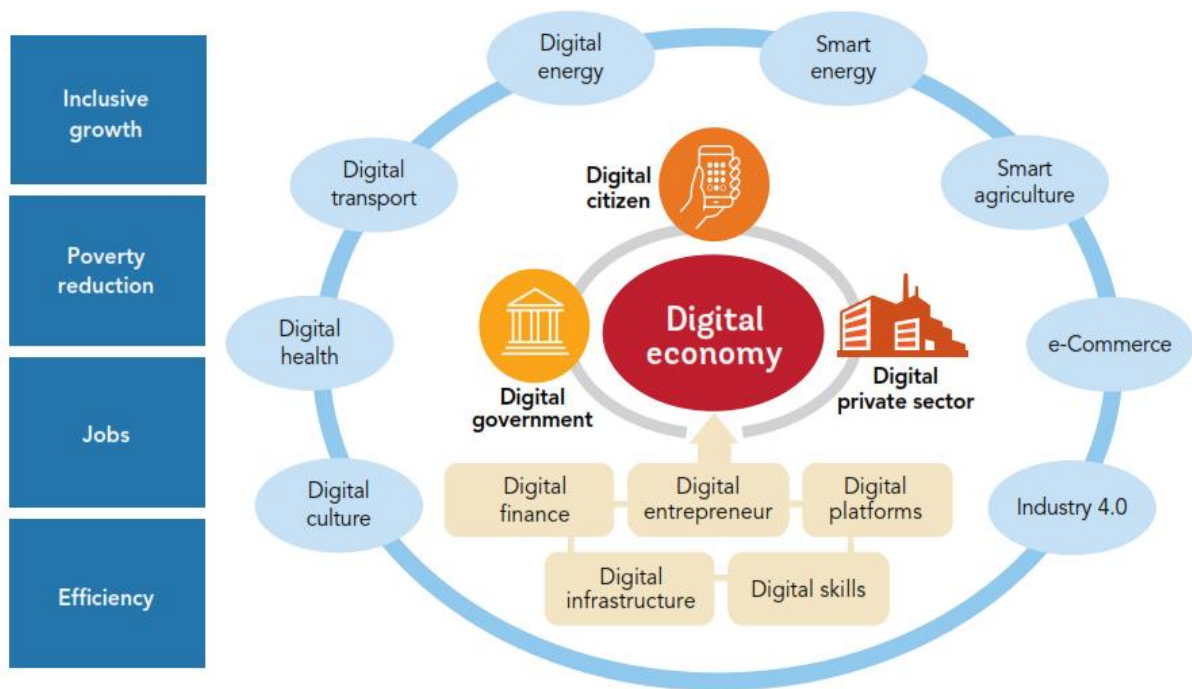 Inclusive
growth
Poverty
reduction
Jobs
Efficiency
Digital
energy
Smart
energy
Digital
transport
Smart
agriculture
Digital
health
e-Commerce
Digital
culture
Industry 4.0
Digital
citizen
Digital
government
Digital
economy
Digital
private sector
Digital
finance
Digital
entrepreneur
Digital
platforms
Digital
infrastructure
Digital skills